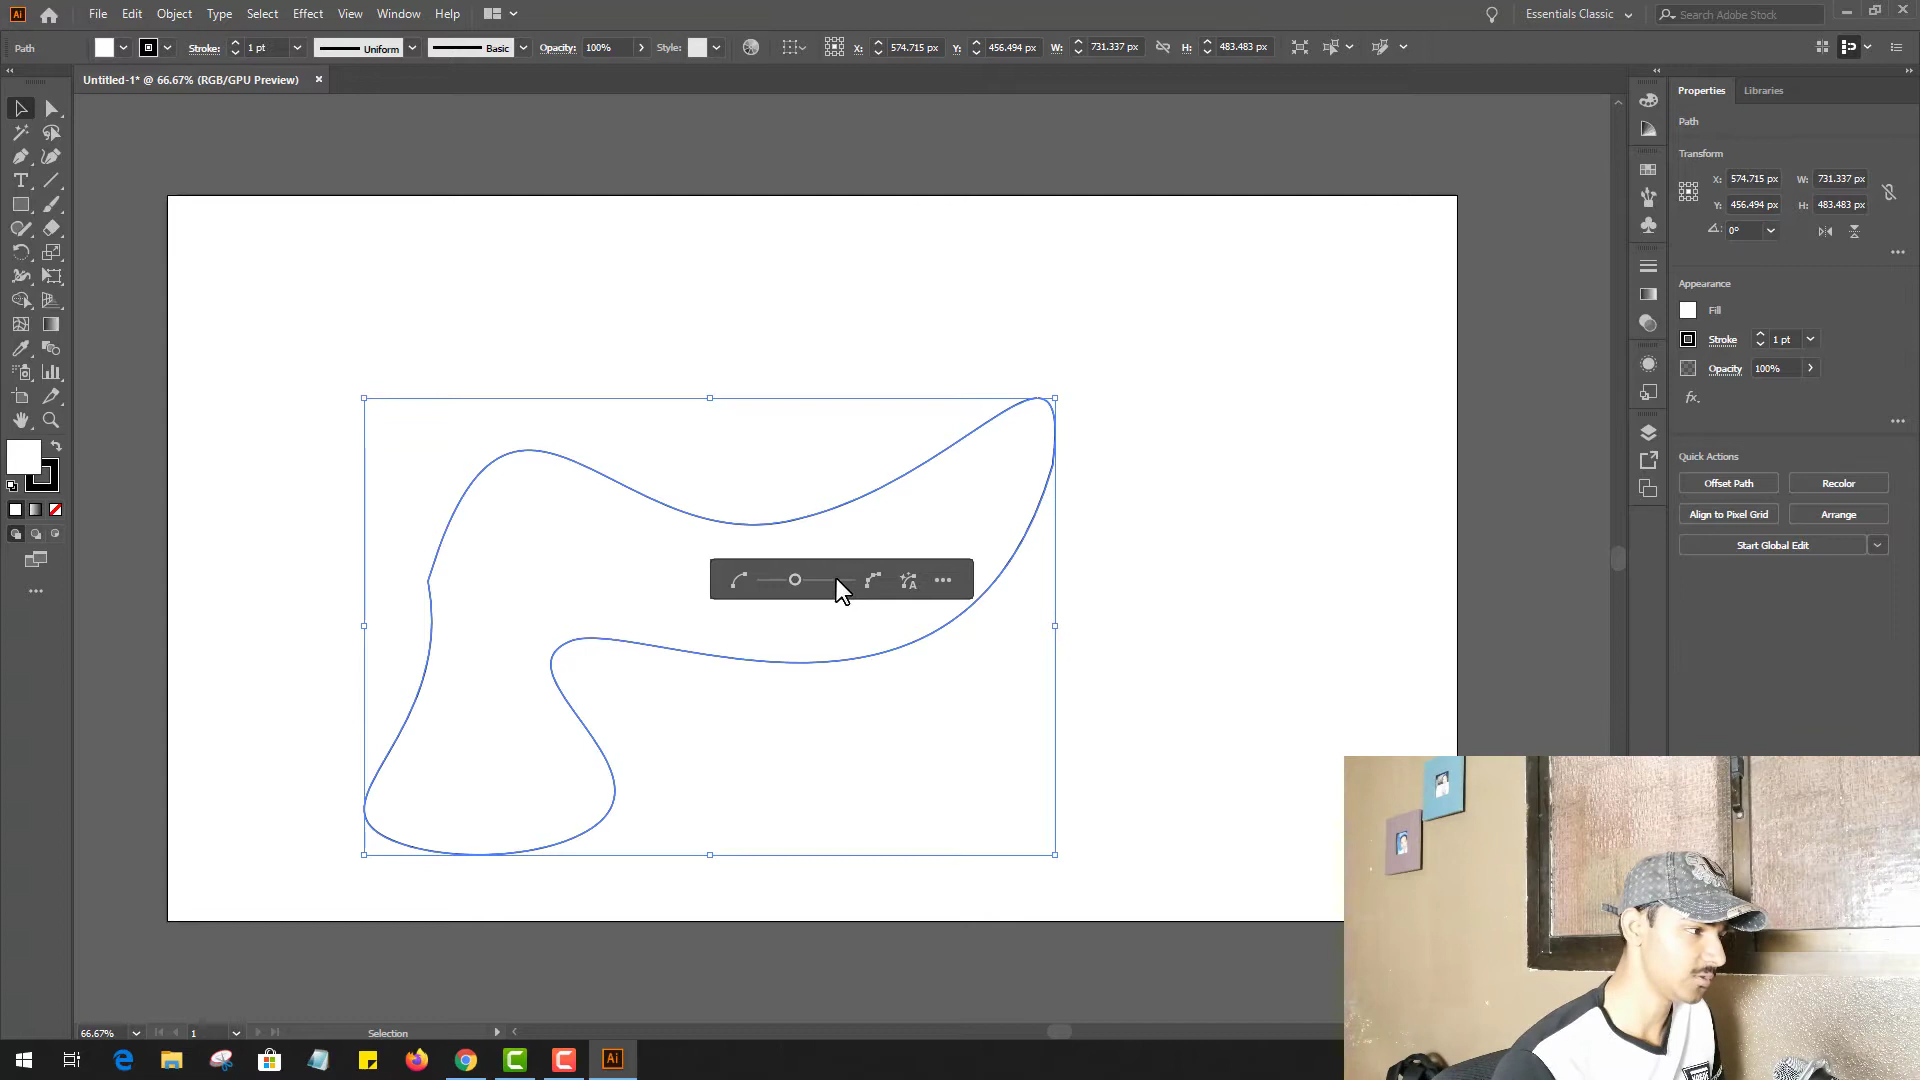 Ai File Edit Object Type Select Effect View Window Help Essentials Classic Search Adobe Stock
Path Stroke: 1 pt Uniform Basic Opacity: 100% Style: X: 574.715 px Y: 456.494 px W: 731.337 px H: 483.483 px
Untitled-1* @ 66.67% (RGB/GPU Preview)
Properties Libraries
Path
Transform
X: 574.715 px W: 731.337 px
Y: 456.494 px H: 483.483 px
0°
Appearance
Fill
Stroke 1 pt
Opacity 100%
fx.
Quick Actions
Offset Path Recolor
Align to Pixel Grid Arrange
Start Global Edit
66.67% 1 Selection
Ai